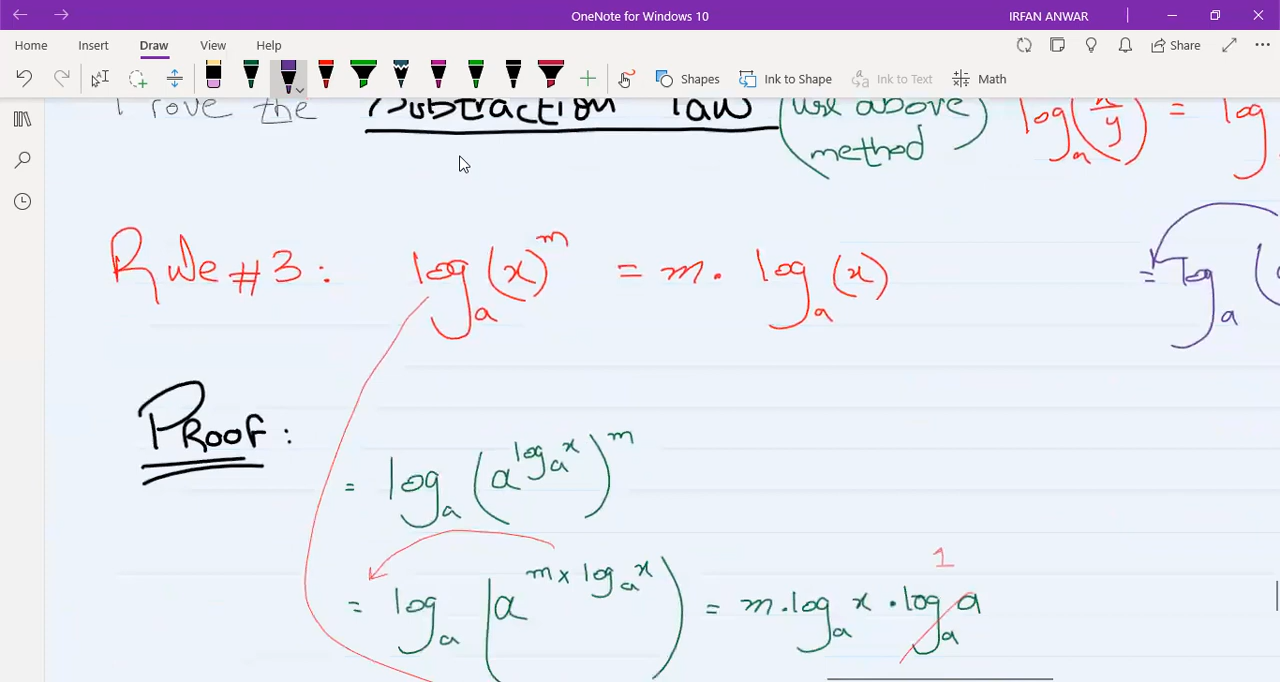 OneNote for Windows 10
IRFAN ANWAR
Home Insert Draw View Help
Share
Shapes Ink to Shape Ink to Text Math
Prove the Subtraction law (use above method) log_a(x/y) = log
Rule #3: log_a(x)^m = m. log_a(x)
= log_a (
PROOF:
= log_a (a^{log_a x})^m
1
= log_a (a^{m x log_a x}) = m.log_a x . log_a a